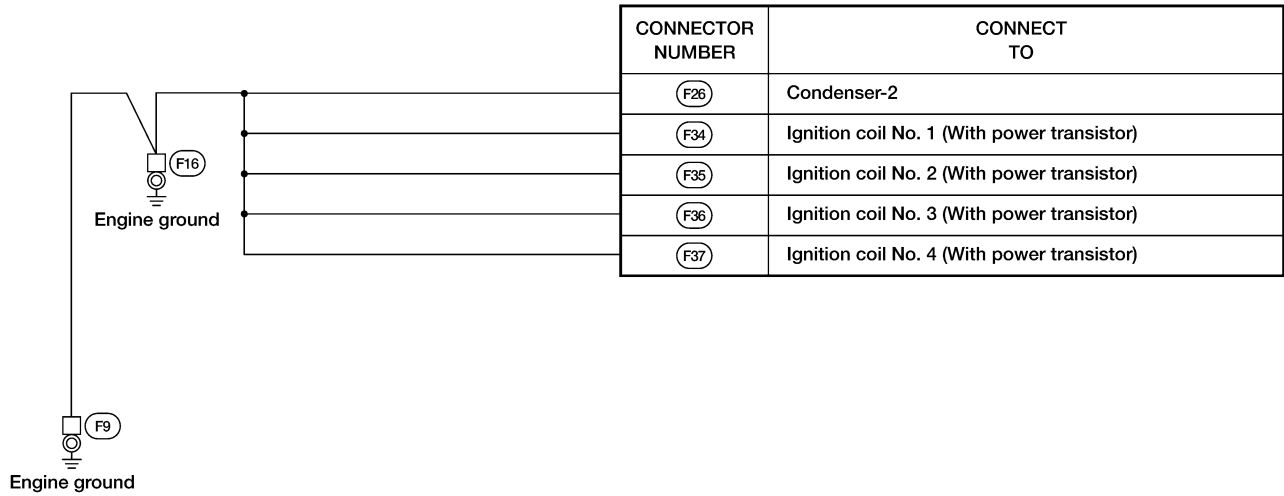 CONNECTOR
NUMBER
CONNECT
TO
F26
Condenser-2
F34
Ignition coil No. 1 (With power transistor)
F35
Ignition coil No. 2 (With power transistor)
F36
Ignition coil No. 3 (With power transistor)
F37
Ignition coil No. 4 (With power transistor)
F16
Engine ground
F9
Engine ground